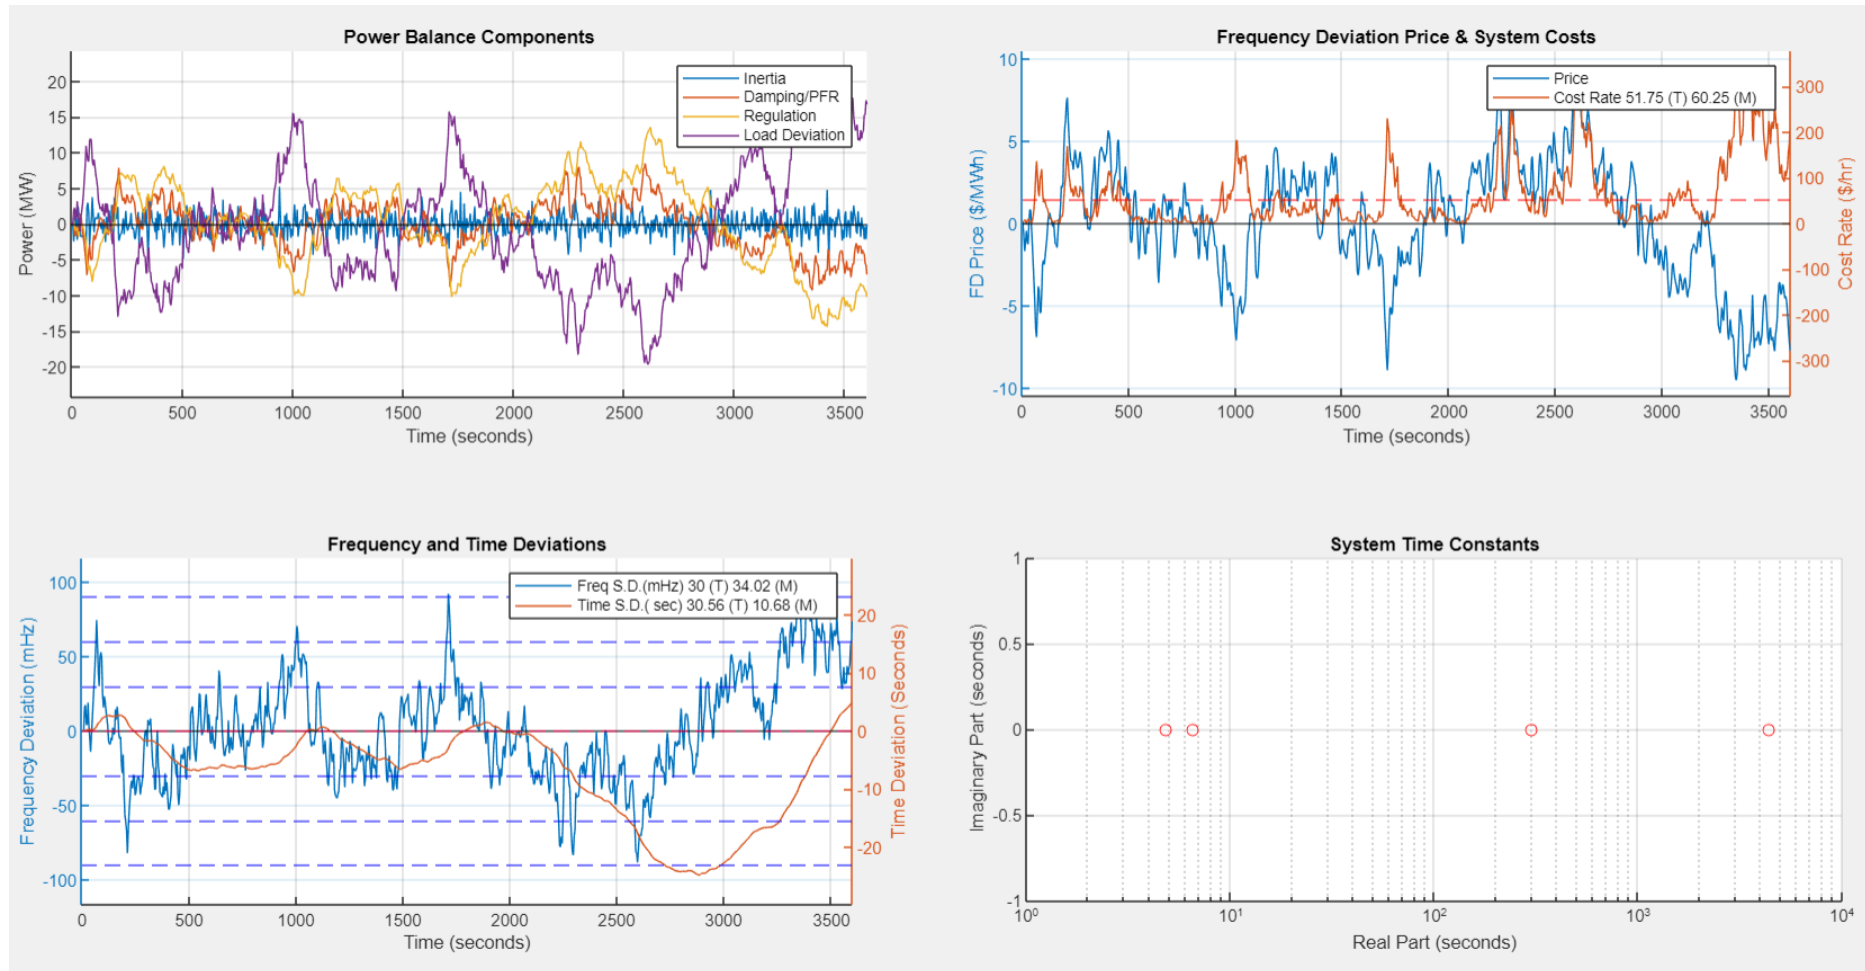 Power Balance Components
20
15
10
5
0
-5
-10
-15
-20
Power (MW)
Inertia
Damping/PFR
Regulation
Load Deviation
0 500 1000 1500 2000 2500 3000 3500
Time (seconds)
Frequency Deviation Price & System Costs
10
5
0
-5
-10
FD Price ($/MWh)
Price
Cost Rate 51.75 (T) 60.25 (M)
300
200
100
0
-100
-200
-300
Cost Rate ($/hr)
0 500 1000 1500 2000 2500 3000 3500
Time (seconds)
Frequency and Time Deviations
100
50
0
-50
-100
Frequency Deviation (mHz)
Freq S.D.(mHz) 30 (T) 34.02 (M)
Time S.D.( sec) 30.56 (T) 10.68 (M)
20
10
0
-10
-20
Time Deviation (Seconds)
0 500 1000 1500 2000 2500 3000 3500
Time (seconds)
System Time Constants
1
0.5
0
-0.5
-1
Imaginary Part (seconds)
10⁰ 10¹ 10² 10³ 10⁴
Real Part (seconds)